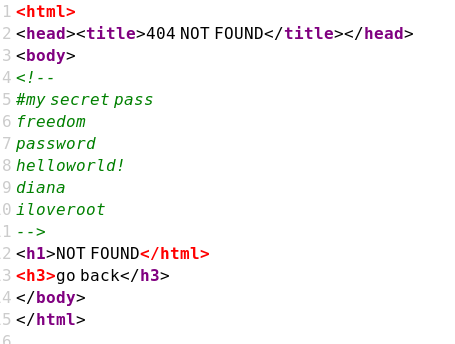 1 <html>
2 <head><title>404 NOT FOUND</title></head>
3 <body>
4 <!--
5 #my secret pass
6 freedom
7 password
8 helloworld!
9 diana
0 iloveroot
1 -->
2 <h1>NOT FOUND</html>
3 <h3>go back</h3>
4 </body>
5 </html>
6